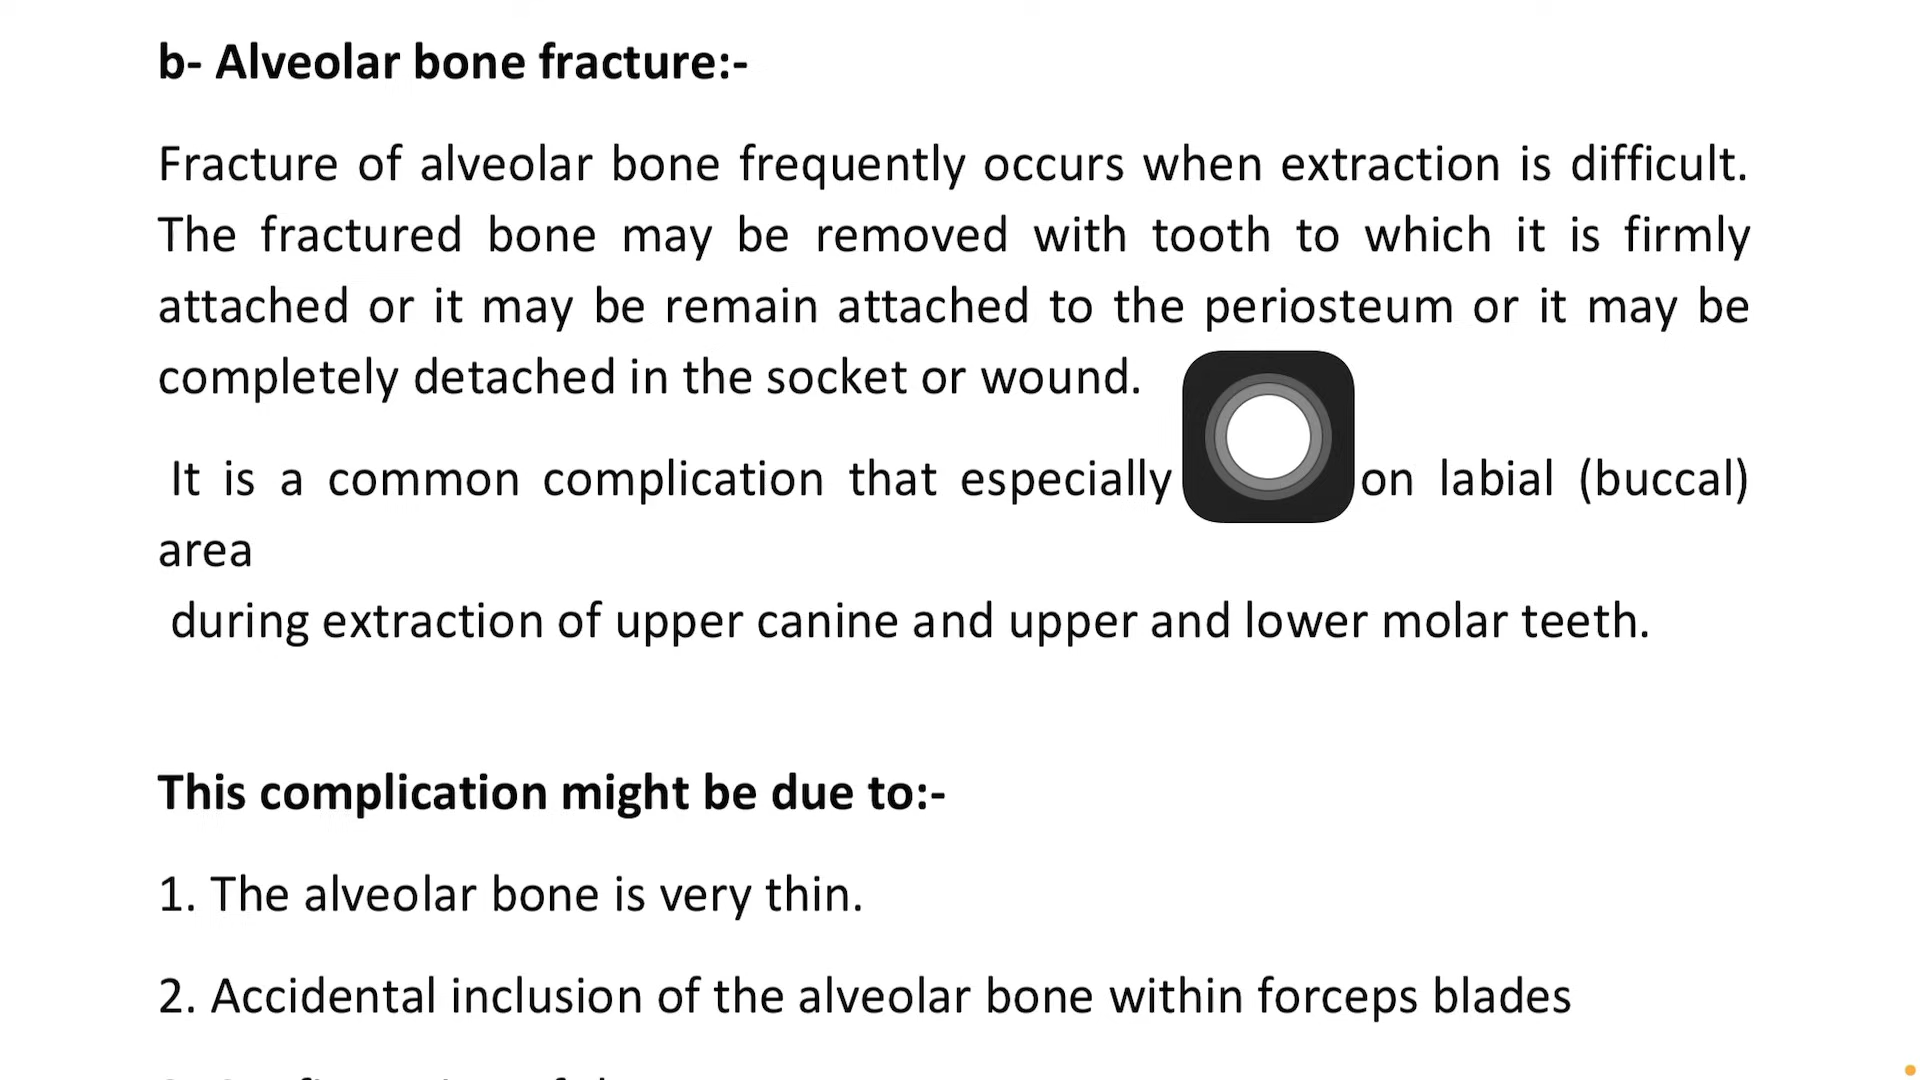 b- Alveolar bone fracture:-
Fracture of alveolar bone frequently occurs when extraction is difficult.
The fractured bone may be removed with tooth to which it is firmly
attached or it may be remain attached to the periosteum or it may be
completely detached in the socket or wound.
It is a common complication that especially on labial (buccal)
area
during extraction of upper canine and upper and lower molar teeth.
This complication might be due to:-
1. The alveolar bone is very thin.
2. Accidental inclusion of the alveolar bone within forceps blades